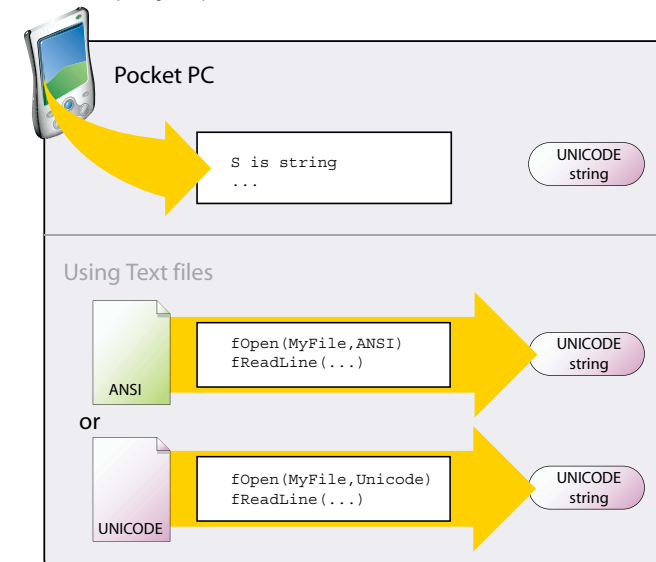 Pocket PC
S is string
...
UNICODE
string
Using Text files
ANSI
fOpen(MyFile,ANSI)
fReadLine(...)
UNICODE
string
or
UNICODE
fOpen(MyFile,Unicode)
fReadLine(...)
UNICODE
string